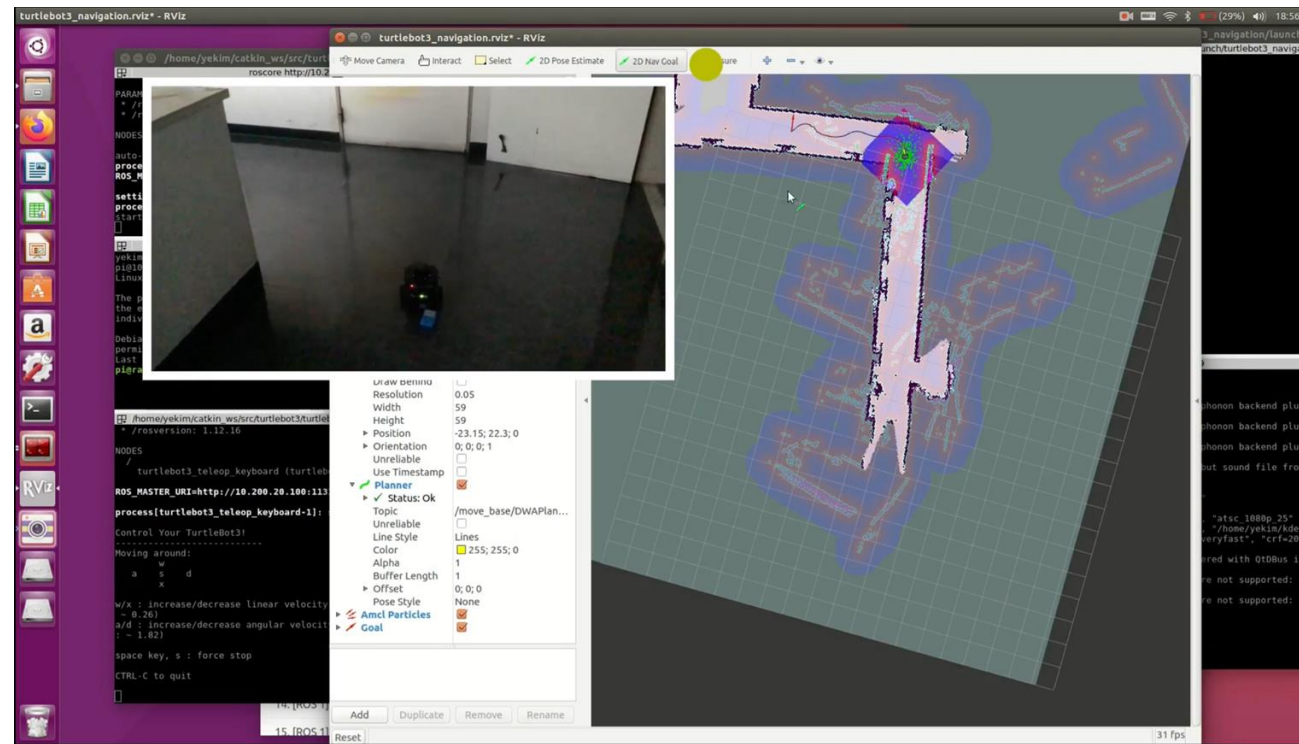 turtlebot3_navigation.rviz* - RViz
(29%) 18:56
turtlebot3_navigation.rviz* - RViz
/home/yekim/catkin_ws/src/turt
roscore http://10.2
Move Camera Interact Select 2D Pose Estimate 2D Nav Goal sure
3_navigation/launch
unch/turtlebot3_naviga
PARAM
* /r
* /r
NODES
auto-
proce
ROS_M
setti
proce
start
yekim
pi@10
Linux
The p
the e
indiv
Debia
permi
Last
pi@ra
Draw Behind
Resolution 0.05
Width 59
Height 59
Position -23.15; 22.3; 0
Orientation 0; 0; 0; 1
Unreliable
Use Timestamp
Planner
Status: Ok
Topic /move_base/DWAPlan...
Unreliable
Line Style Lines
Color 255; 255; 0
Alpha 1
Buffer Length 1
Offset 0; 0; 0
Pose Style None
Amcl Particles
Goal
Add Duplicate Remove Rename
Reset
31 fps
/home/yekim/catkin_ws/src/turtlebot3/turtleb
* /rosversion: 1.12.16
NODES
/
turtlebot3_teleop_keyboard (turtleb
ROS_MASTER_URI=http://10.200.20.100:113
process[turtlebot3_teleop_keyboard-1]:
Control Your TurtleBot3!
---------------------------
Moving around:
w
a s d
x
w/x : increase/decrease linear velocity
~ 0.26)
a/d : increase/decrease angular velocit
: ~ 1.82)
space key, s : force stop
CTRL-C to quit
14. [ROS 1]
15. [ROS 1]
phonon backend plu
phonon backend plu
phonon backend plu
out sound file fro
"atsc_1080p_25"
"/home/yekim/kde
veryfast", "crf=20
ered with QtDBus i
re not supported:
re not supported: